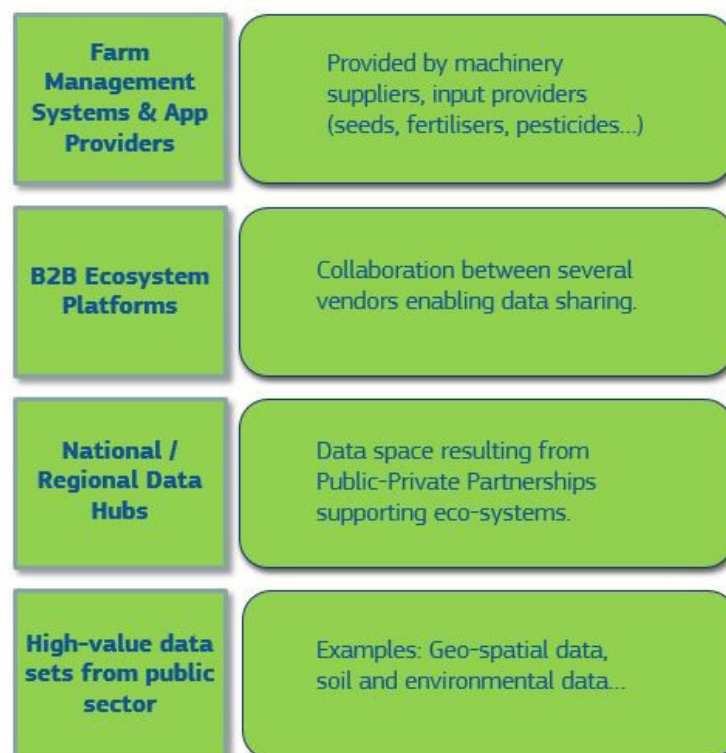 Farm
Management
Systems & App
Providers
Provided by machinery
suppliers, input providers
(seeds, fertilisers, pesticides...)
B2B Ecosystem
Platforms
Collaboration between several
vendors enabling data sharing.
National /
Regional Data
Hubs
Data space resulting from
Public-Private Partnerships
supporting eco-systems.
High-value data
sets from public
sector
Examples: Geo-spatial data,
soil and environmental data...